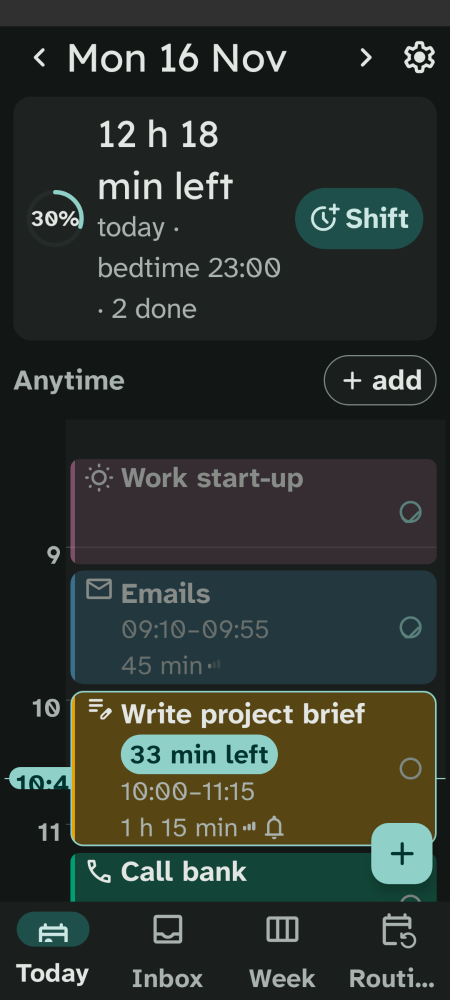 Mon 16 Nov
12 h 18
min left
30%
today ·
bedtime 23:00
· 2 done
Shift
Anytime
+ add
Work start-up
9
Emails
09:10–09:55
45 min
10
Write project brief
33 min left
10:4
10:00–11:15
1 h 15 min
11
Call bank
Today
Inbox
Week
Routi...